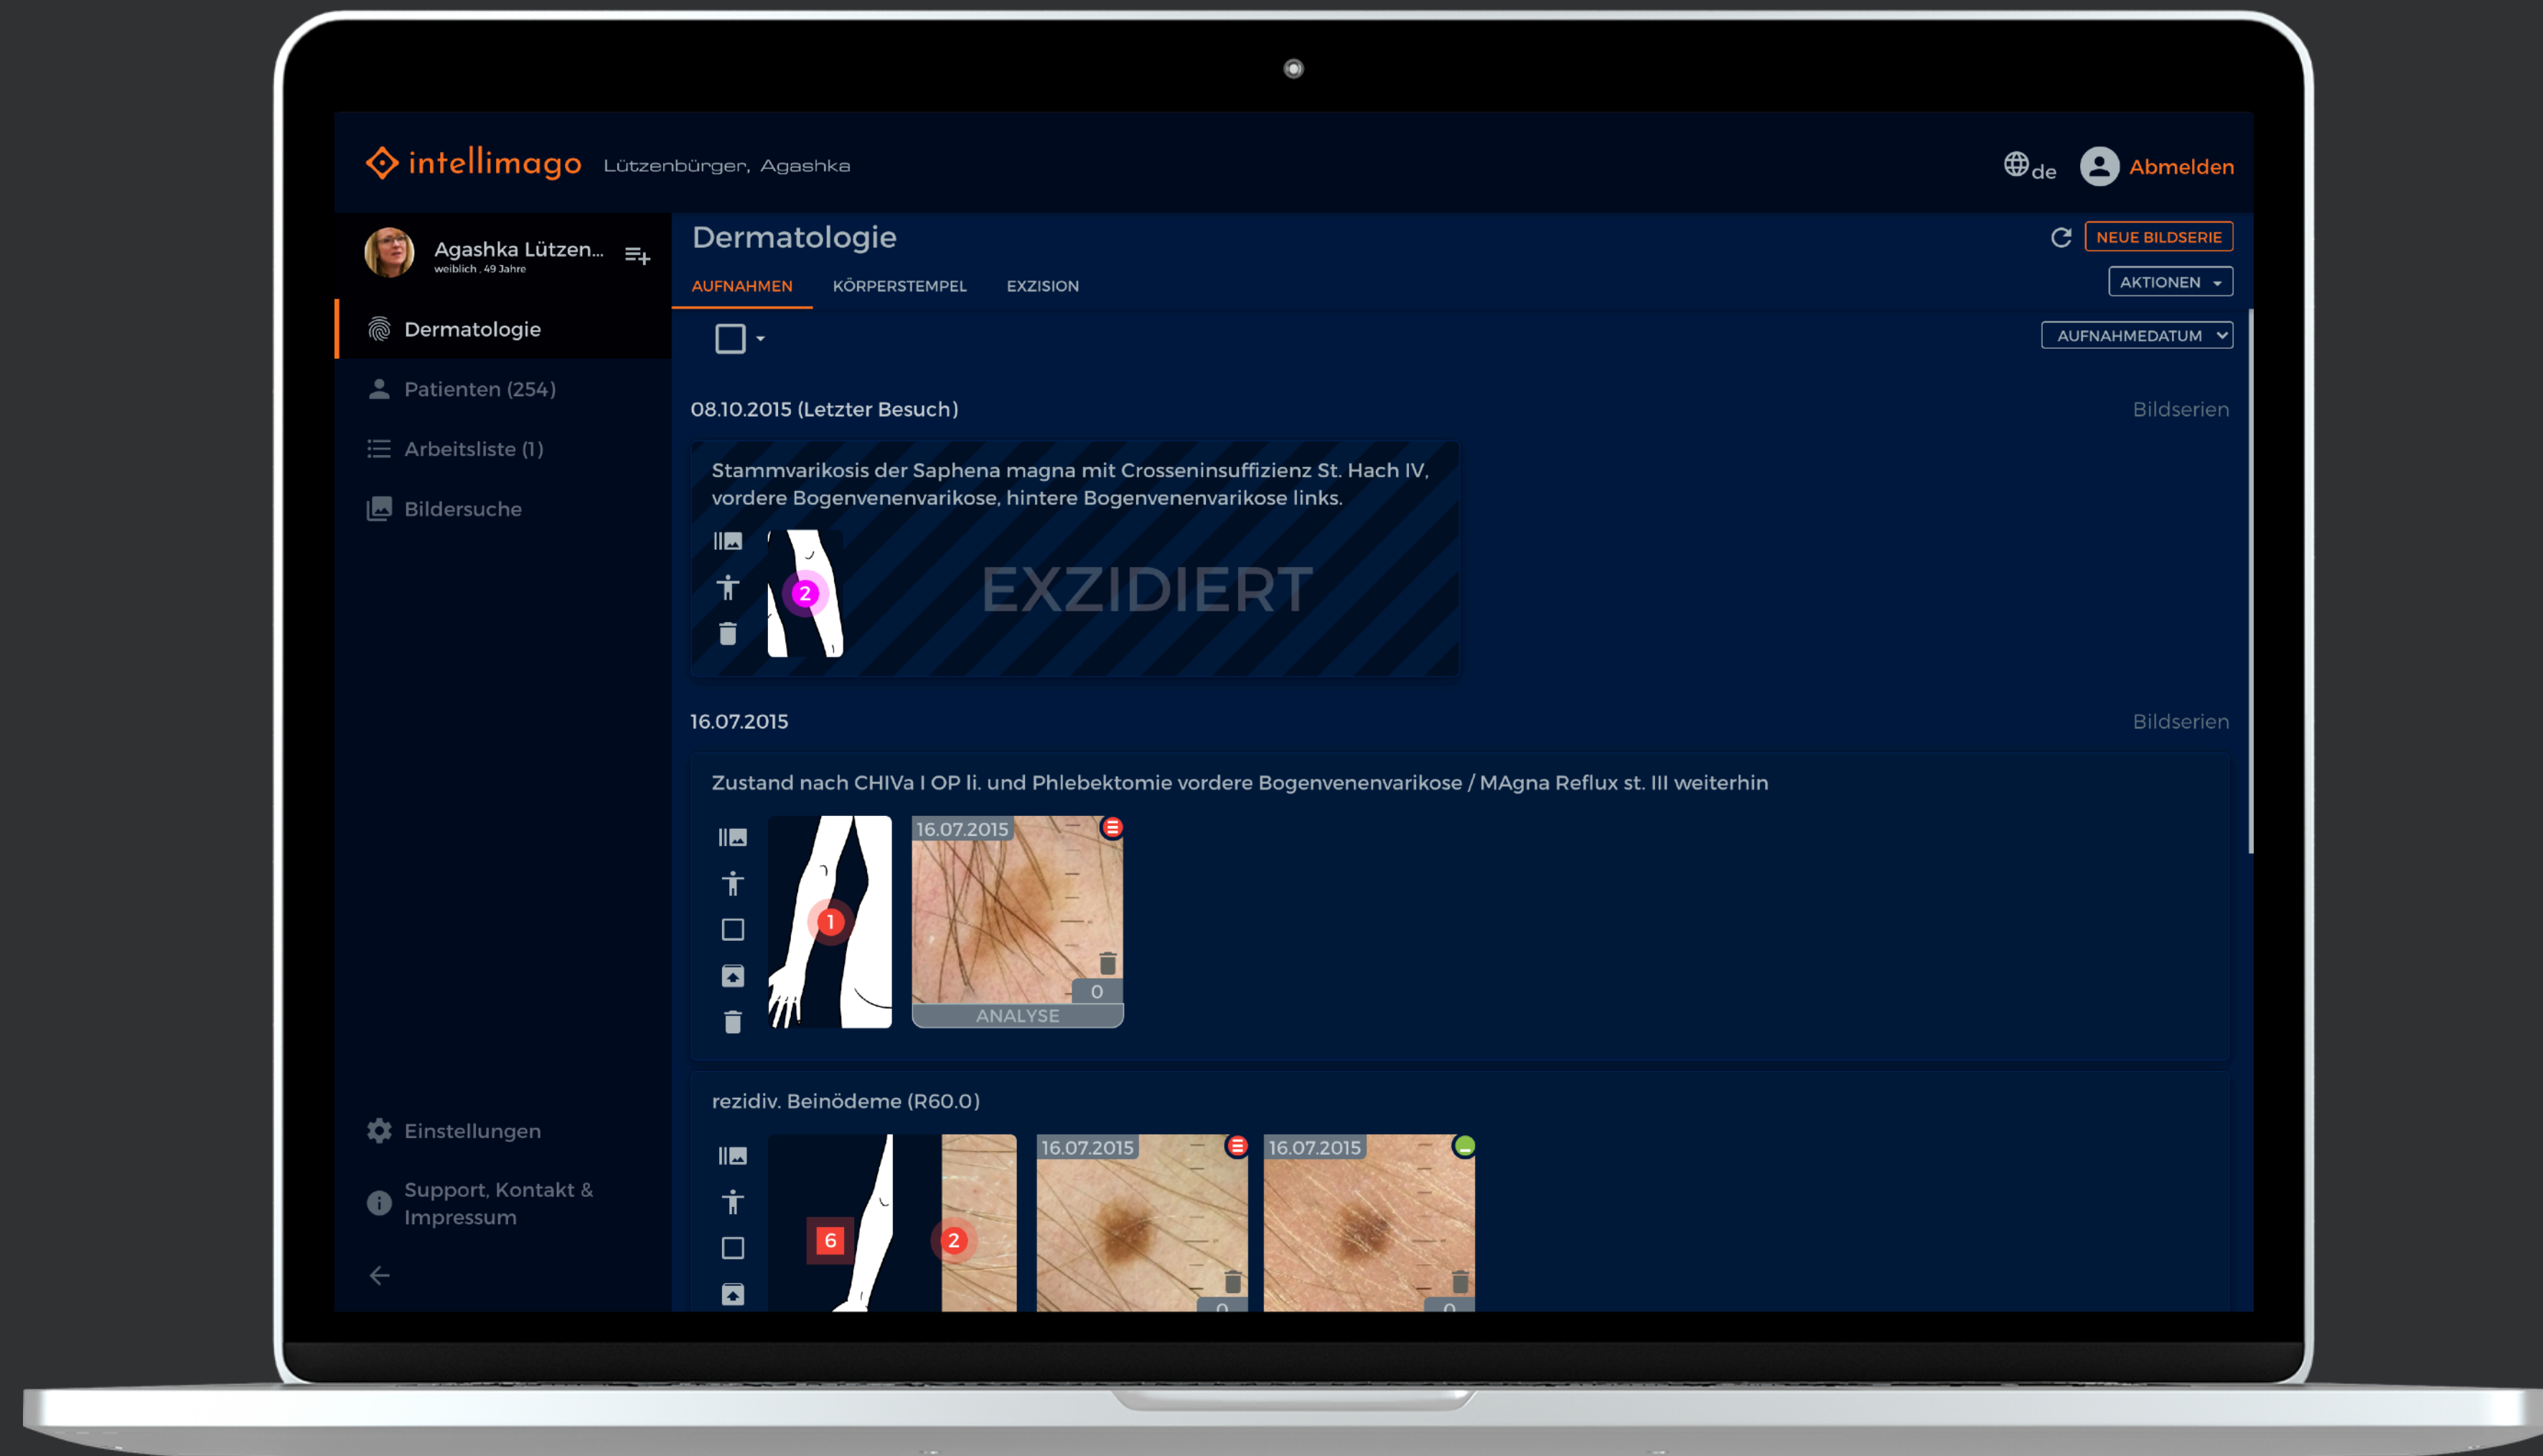 intellimago
Lützenbürger, Agashka
de
Abmelden
Agashka Lützen...
weiblich , 49 Jahre
Dermatologie
Patienten (254)
Arbeitsliste (1)
Bildersuche
Einstellungen
Support, Kontakt &
Impressum
Dermatologie
NEUE BILDSERIE
AUFNAHMEN
KÖRPERSTEMPEL
EXZISION
AKTIONEN
AUFNAHMEDATUM
08.10.2015 (Letzter Besuch)
Bildserien
Stammvarikosis der Saphena magna mit Crosseninsuffizienz St. Hach IV,
vordere Bogenvenenvarikose, hintere Bogenvenenvarikose links.
2
EXZIDIERT
16.07.2015
Bildserien
Zustand nach CHIVa I OP li. und Phlebektomie vordere Bogenvenenvarikose / MAgna Reflux st. III weiterhin
1
16.07.2015
0
ANALYSE
rezidiv. Beinödeme (R60.0)
6
2
16.07.2015
0
16.07.2015
0